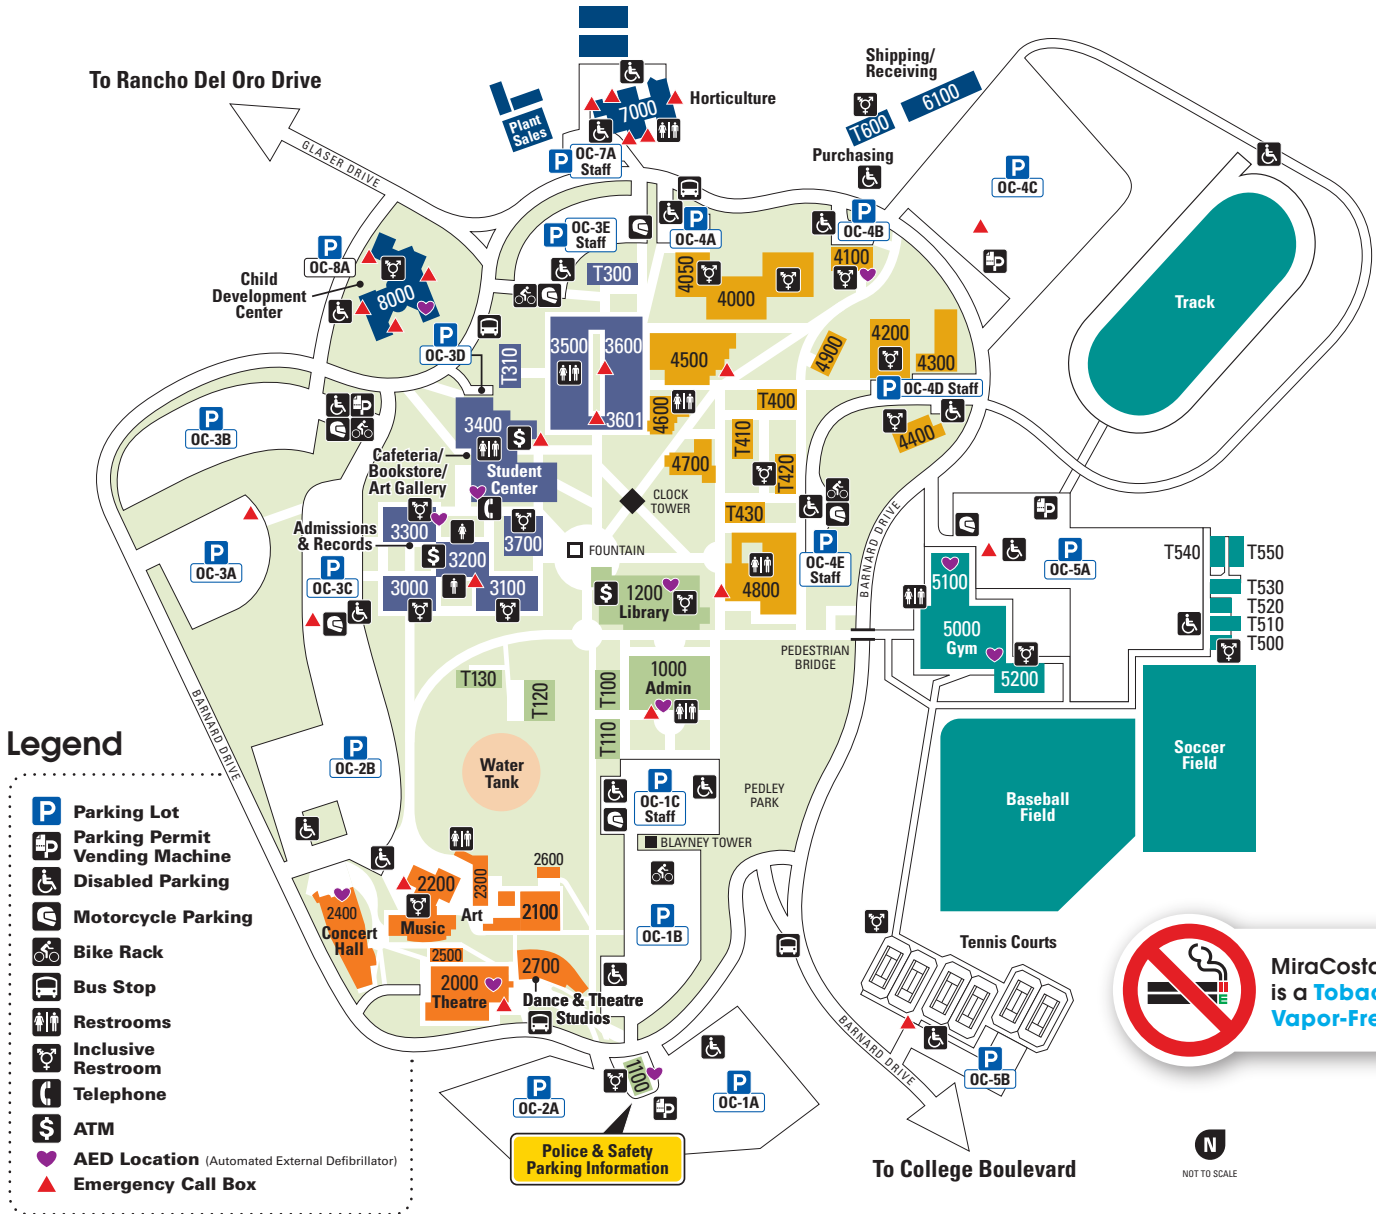 To Rancho Del Oro Drive
GLASER DRIVE
Plant
Sales
7000
Horticulture
P
OC-7A
Staff
Shipping/
Receiving
6100
T600
Purchasing
P
OC-4C
P
OC-8A
Child
Development
Center
8000
P
OC-3E
Staff
P
OC-4A
P
OC-4B
4100
T300
4050
4000
Track
P
OC-3D
T310
3500
3600
3601
4500
4900
4200
4300
P
OC-4D Staff
T400
4600
T410
4400
P
OC-3B
3400
Cafeteria/
Bookstore/
Art Gallery
Student
Center
4700
T420
CLOCK
TOWER
T430
Admissions
& Records
3300
3200
3700
FOUNTAIN
P
OC-3A
P
OC-3C
3000
3100
1200
Library
4800
P
OC-4E
Staff
BARNARD DRIVE
P
OC-5A
T540
T550
T530
T520
T510
T500
5100
5000
Gym
5200
PEDESTRIAN
BRIDGE
T130
T120
T100
T110
1000
Admin
BARNARD DRIVE
P
OC-2B
Water
Tank
P
OC-1C
Staff
PEDLEY
PARK
BLAYNEY TOWER
Soccer
Field
Baseball
Field
2200
2300
2600
Art
2100
Music
2400
Concert
Hall
2500
2000
Theatre
2700
Dance & Theatre
Studios
P
OC-1B
Tennis Courts
BARNARD DRIVE
P
OC-5B
P
OC-2A
1100
P
OC-1A
Police & Safety
Parking Information
To College Boulevard
MiraCosta
is a Tobac
Vapor-Fre
N
NOT TO SCALE
Legend
P Parking Lot
P Parking Permit
Vending Machine
Disabled Parking
Motorcycle Parking
Bike Rack
Bus Stop
Restrooms
Inclusive
Restroom
Telephone
$ ATM
AED Location (Automated External Defibrillator)
Emergency Call Box